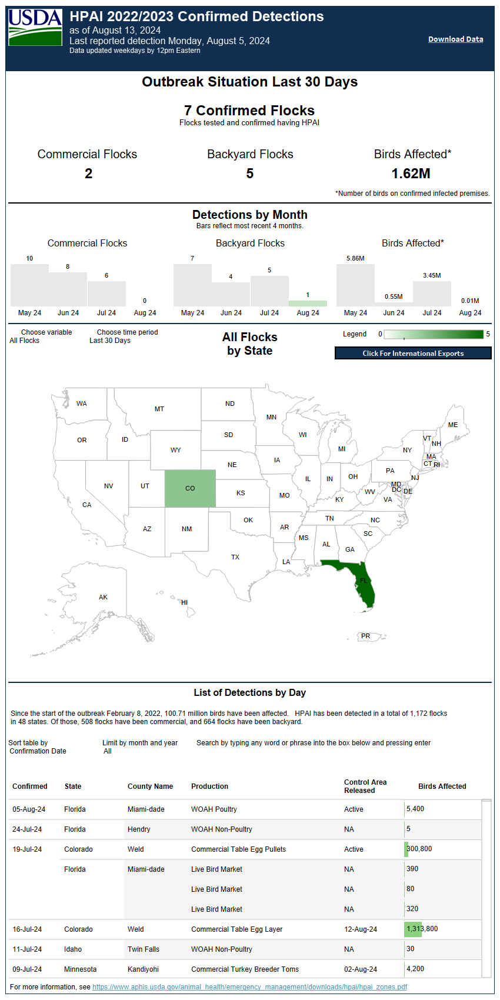 USDA
HPAI 2022/2023 Confirmed Detections
as of August 13, 2024
Last reported detection Monday, August 5, 2024
Data updated weekdays by 12pm Eastern
Download Data
Outbreak Situation Last 30 Days
7 Confirmed Flocks
Flocks tested and confirmed having HPAI
Commercial Flocks Backyard Flocks Birds Affected*
2 5 1.62M
*Number of birds on confirmed infected premises.
Detections by Month
Bars reflect most recent 4 months.
Commercial Flocks Backyard Flocks Birds Affected*
10 8 6 0 7 4 5 1 5.86M 0.55M 3.45M 0.01M
May 24 Jun 24 Jul 24 Aug 24 May 24 Jun 24 Jul 24 Aug 24 May 24 Jun 24 Jul 24 Aug 24
Choose variable Choose time period
All Flocks Last 30 Days
All Flocks
by State
Legend 0 5
Click For International Exports
WA MT ND MN ME
OR ID SD WI VT NH
WY MI NY MA
NE IA PA CT RI
NV UT CO IL IN OH NJ
CA KS MO KY WV MD DC DE VA
AZ NM OK AR TN NC
TX MS AL GA SC
LA FL
AK HI
PR
List of Detections by Day
Since the start of the outbreak February 8, 2022, 100.71 million birds have been affected. HPAI has been detected in a total of 1,172 flocks
in 48 states. Of those, 508 flocks have been commercial, and 664 flocks have been backyard.
Sort table by Limit by month and year Search by typing any word or phrase into the box below and pressing enter
Confirmation Date All
Confirmed State County Name Production Control Area Released Birds Affected
05-Aug-24 Florida Miami-dade WOAH Poultry Active 5,400
24-Jul-24 Florida Hendry WOAH Non-Poultry NA 5
19-Jul-24 Colorado Weld Commercial Table Egg Pullets Active 300,800
Florida Miami-dade Live Bird Market NA 390
Live Bird Market NA 80
Live Bird Market NA 320
16-Jul-24 Colorado Weld Commercial Table Egg Layer 12-Aug-24 1,313,800
11-Jul-24 Idaho Twin Falls WOAH Non-Poultry NA 30
09-Jul-24 Minnesota Kandiyohi Commercial Turkey Breeder Toms 02-Aug-24 4,200
For more information, see https://www.aphis.usda.gov/animal_health/emergency_management/downloads/hpai/hpai_zones.pdf